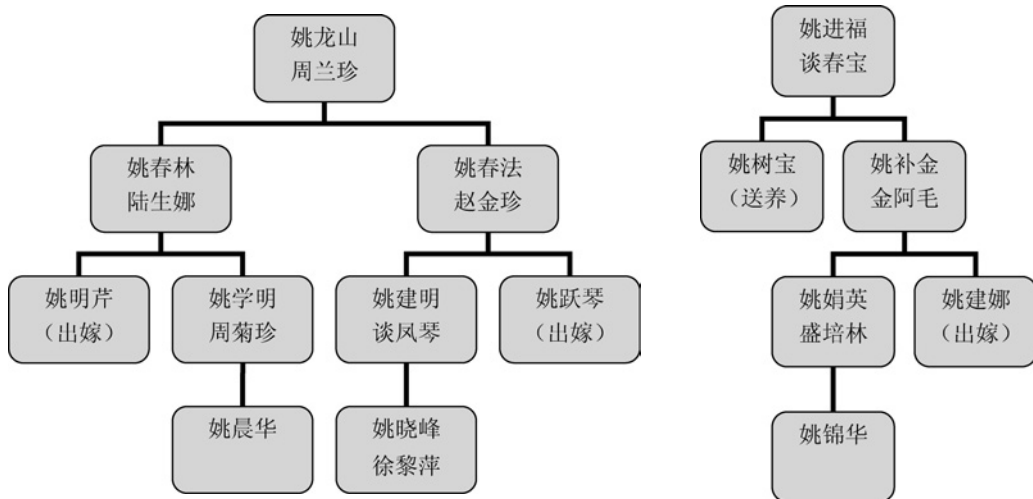 姚龙山
周兰珍
姚春林
陆生娜
姚春法
赵金珍
姚明芹
（出嫁）
姚学明
周菊珍
姚建明
谈凤琴
姚跃琴
（出嫁）
姚晨华
姚晓峰
徐黎萍
姚进福
谈春宝
姚树宝
（送养）
姚补金
金阿毛
姚娟英
盛培林
姚建娜
（出嫁）
姚锦华